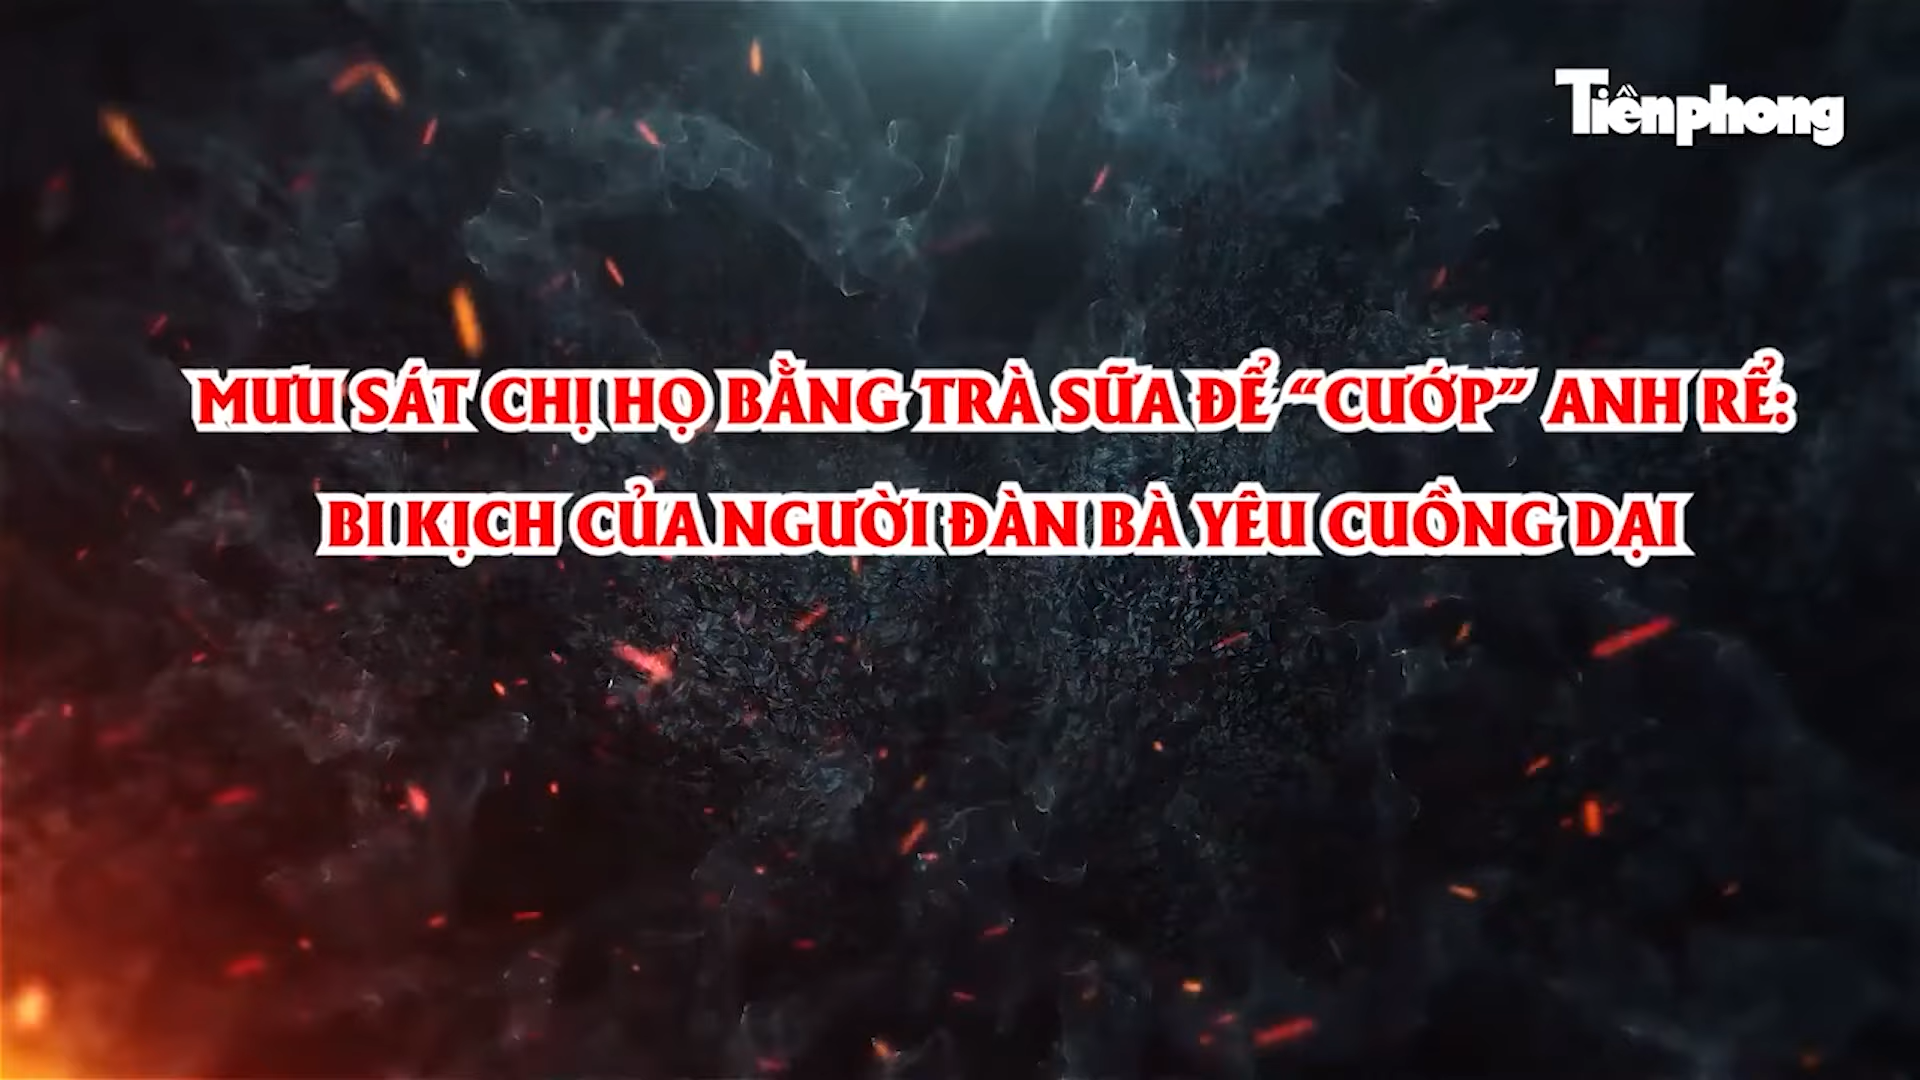 Tiềnphong
MƯU SÁT CHỊ HỌ BẰNG TRÀ SỮA ĐỂ “CƯỚP” ANH RỂ:
BI KỊCH CỦA NGƯỜI ĐÀN BÀ YÊU CUỒNG DẠI